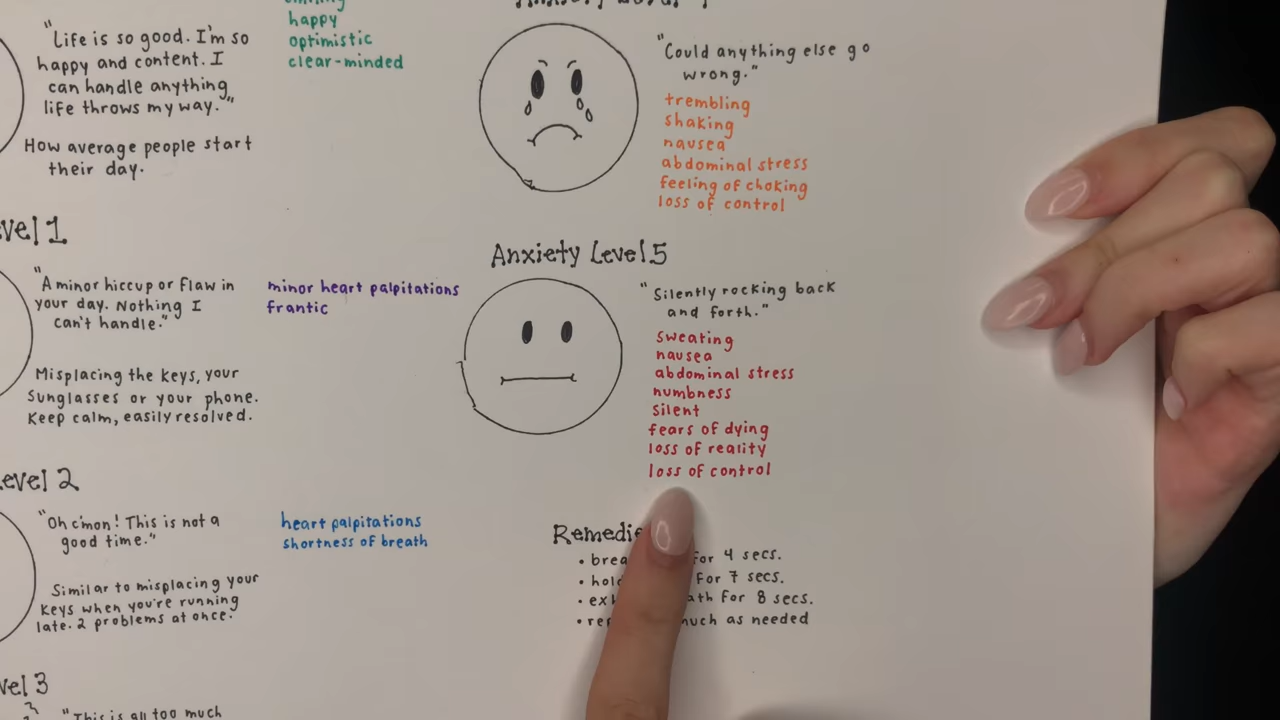 "Life is so good. I'm so
happy and content. I
can handle anything
life throws my way."
happy
optimistic
clear-minded
How average people start
their day.
1
"A minor hiccup or flaw in
your day. Nothing I
can't handle."
minor heart palpitations
frantic
Misplacing the keys, your
sunglasses or your phone.
Keep calm, easily resolved.
2
"Oh c'mon! This is not a
good time."
heart palpitations
shortness of breath
Similar to misplacing your
keys when you're running
late. 2 problems at once.
3
"This is all too much
"Could anything else go
wrong."
trembling
shaking
nausea
abdominal stress
feeling of choking
loss of control
Anxiety Level 5
"Silently rocking back
and forth."
sweating
nausea
abdominal stress
numbness
silent
fears of dying
loss of reality
loss of control
for 4 secs.
for 7 secs.
for 8 secs.
as needed